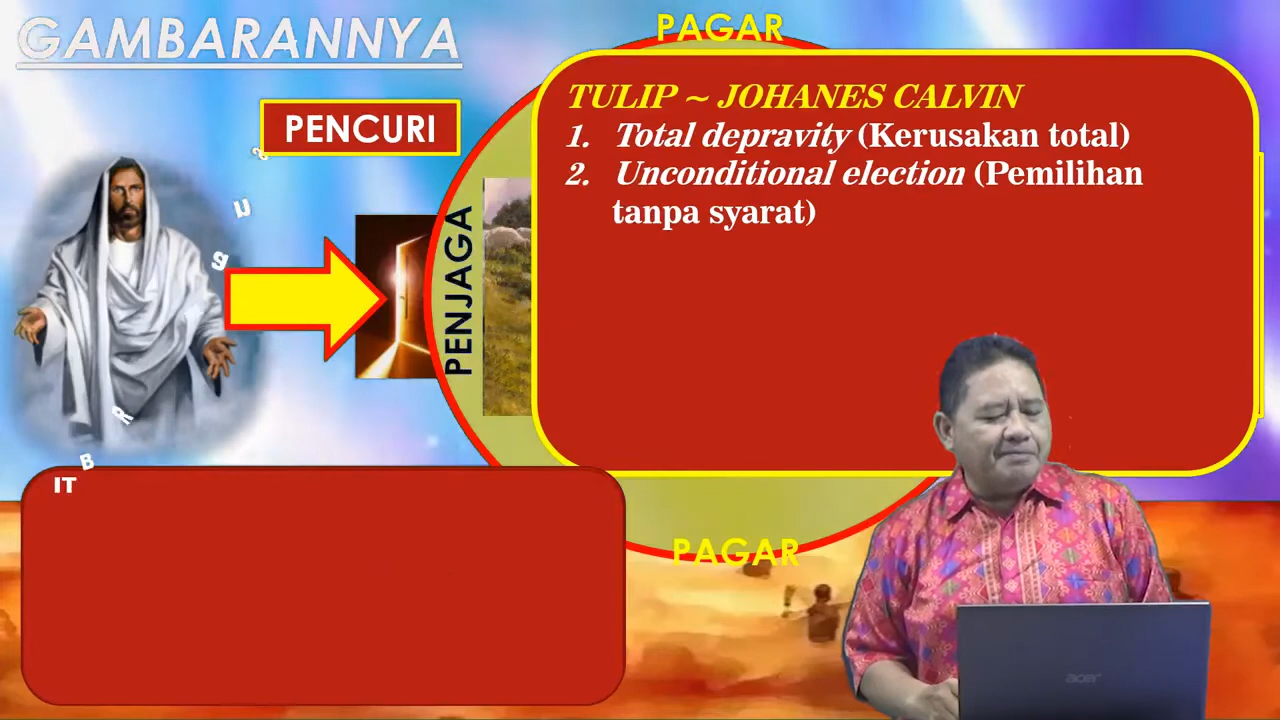 GAMBARANNYA
PAGAR
PENCURI
TULIP ~ JOHANES CALVIN
1. Total depravity (Kerusakan total)
2. Unconditional election (Pemilihan
tanpa syarat)
PENJAGA
IT
B
R
g
U
PAGAR
acer